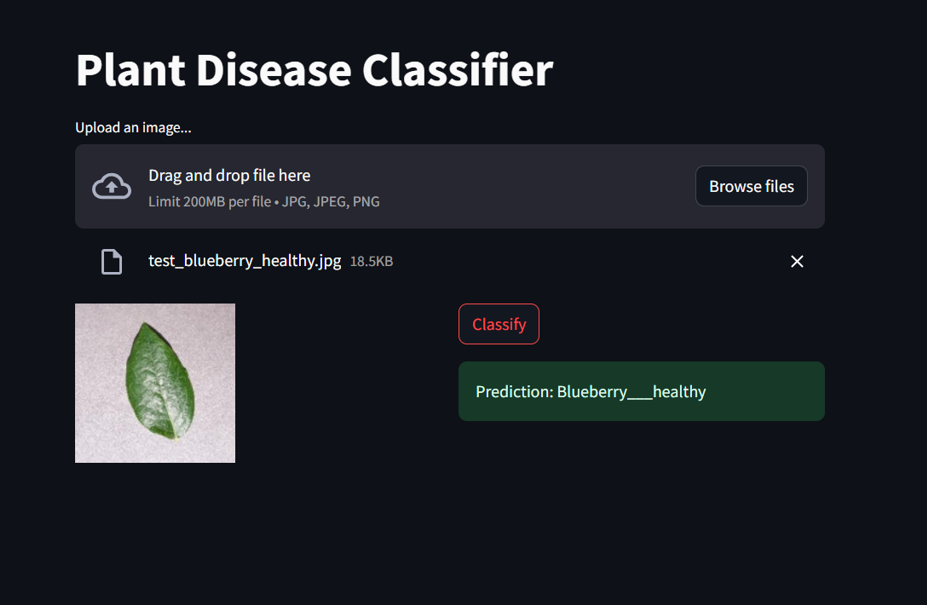 Plant Disease Classifier
Upload an image...
Drag and drop file here
Limit 200MB per file • JPG, JPEG, PNG
Browse files
test_blueberry_healthy.jpg 18.5KB
Classify
Prediction: Blueberry___healthy